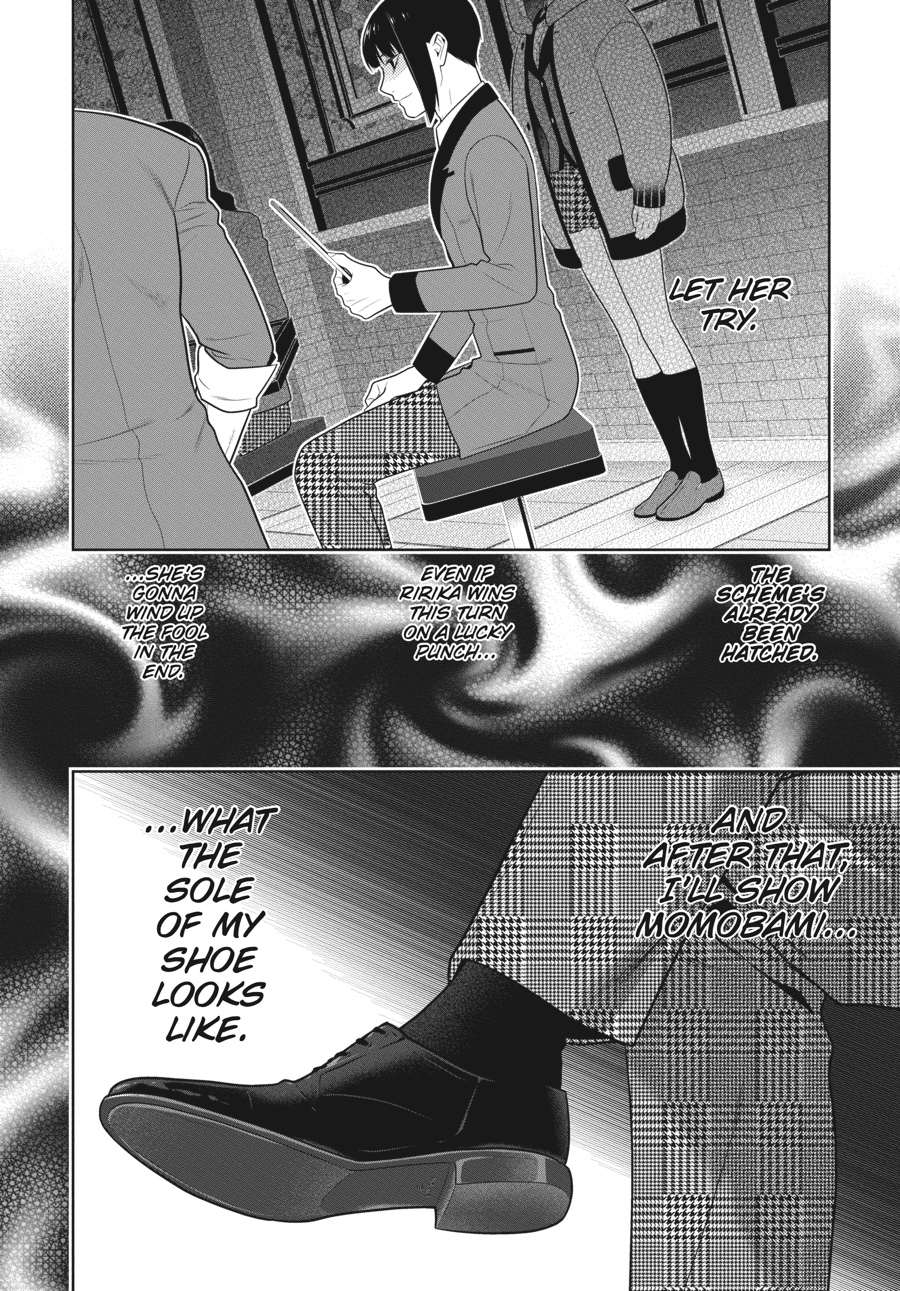 LET HER
TRY.
THE
SCHEME'S
ALREADY
BEEN
HATCHED.
EVEN IF
RIRIKA WINS
THIS TURN
ON A LUCKY
PUNCH...
...SHE'S
GONNA
WIND UP
THE FOOL
IN THE
END.
AND
AFTER THAT,
I'LL SHOW
MOMOBAMI...
...WHAT
THE
SOLE
OF MY
SHOE
LOOKS
LIKE.